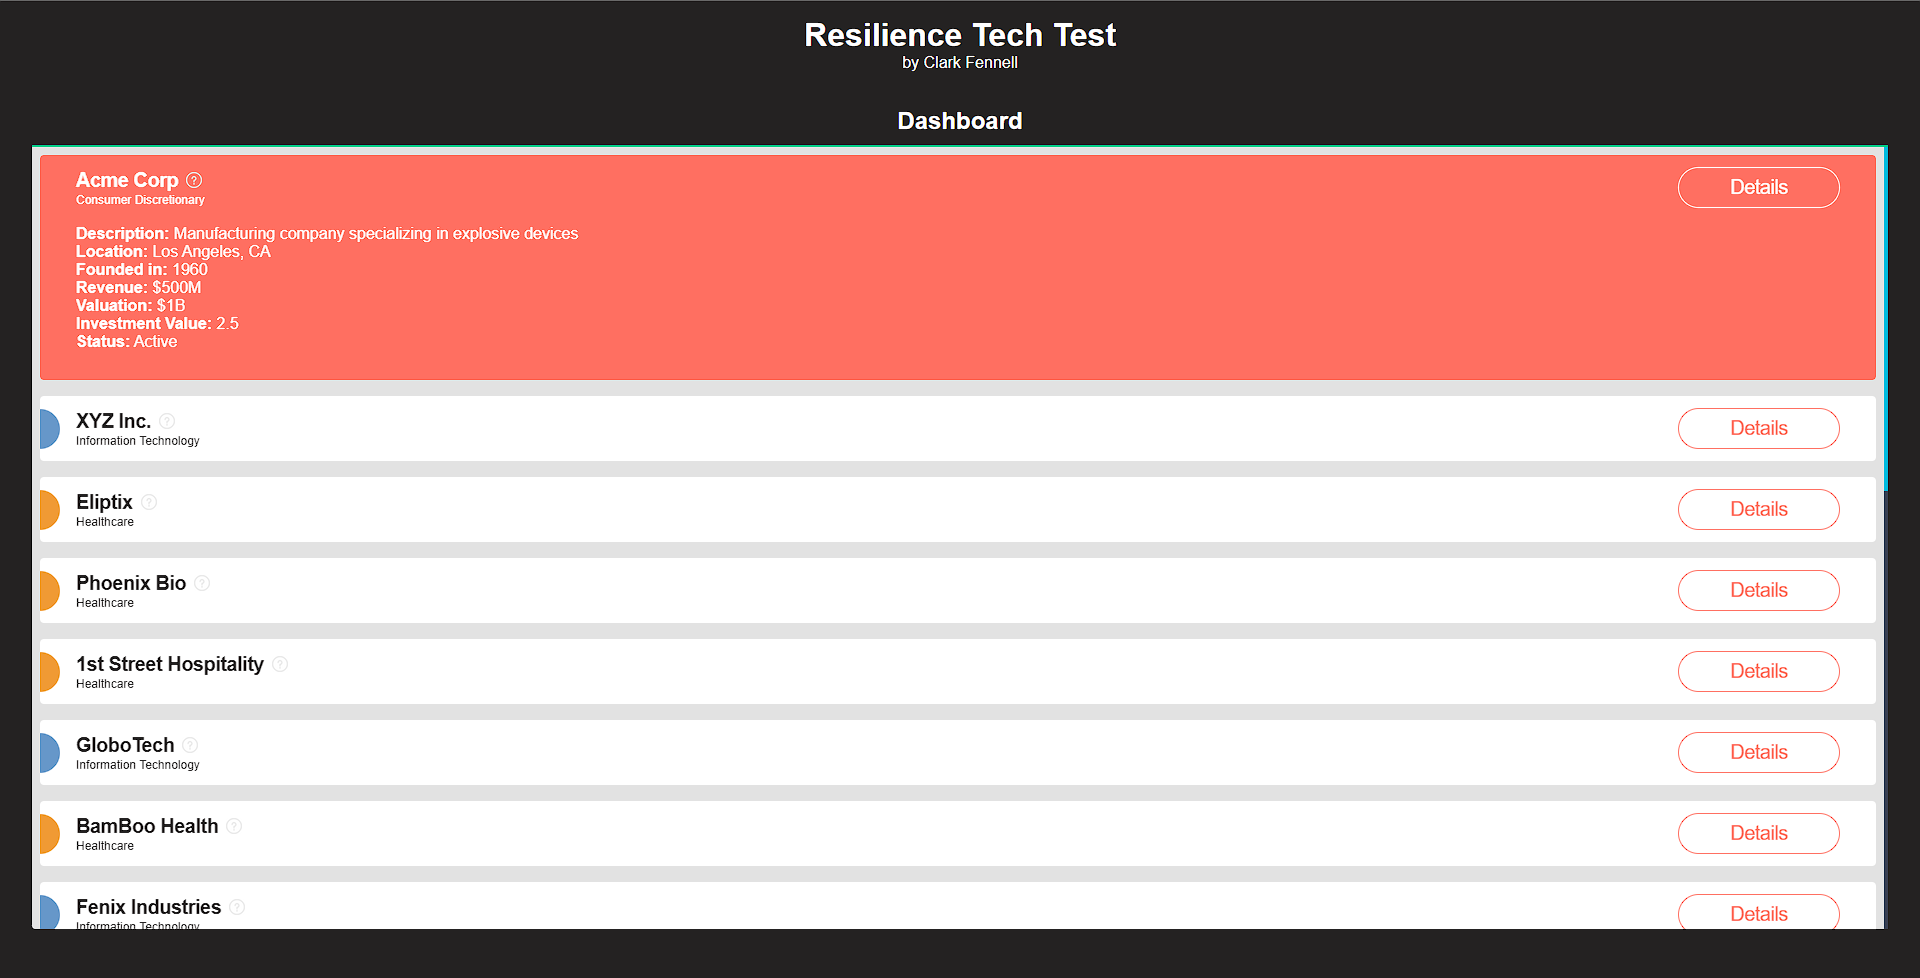 Resilience Tech Test
by Clark Fennell
Dashboard
Acme Corp ?
Details
Consumer Discretionary
Description: Manufacturing company specializing in explosive devices
Location: Los Angeles, CA
Founded in: 1960
Revenue: $500M
Valuation: $1B
Investment Value: 2.5
Status: Active
XYZ Inc. ?
Details
Information Technology
Eliptix ?
Details
Healthcare
Phoenix Bio ?
Details
Healthcare
1st Street Hospitality ?
Details
Healthcare
GloboTech ?
Details
Information Technology
BamBoo Health ?
Details
Healthcare
Fenix Industries ?
Details
Information Technology